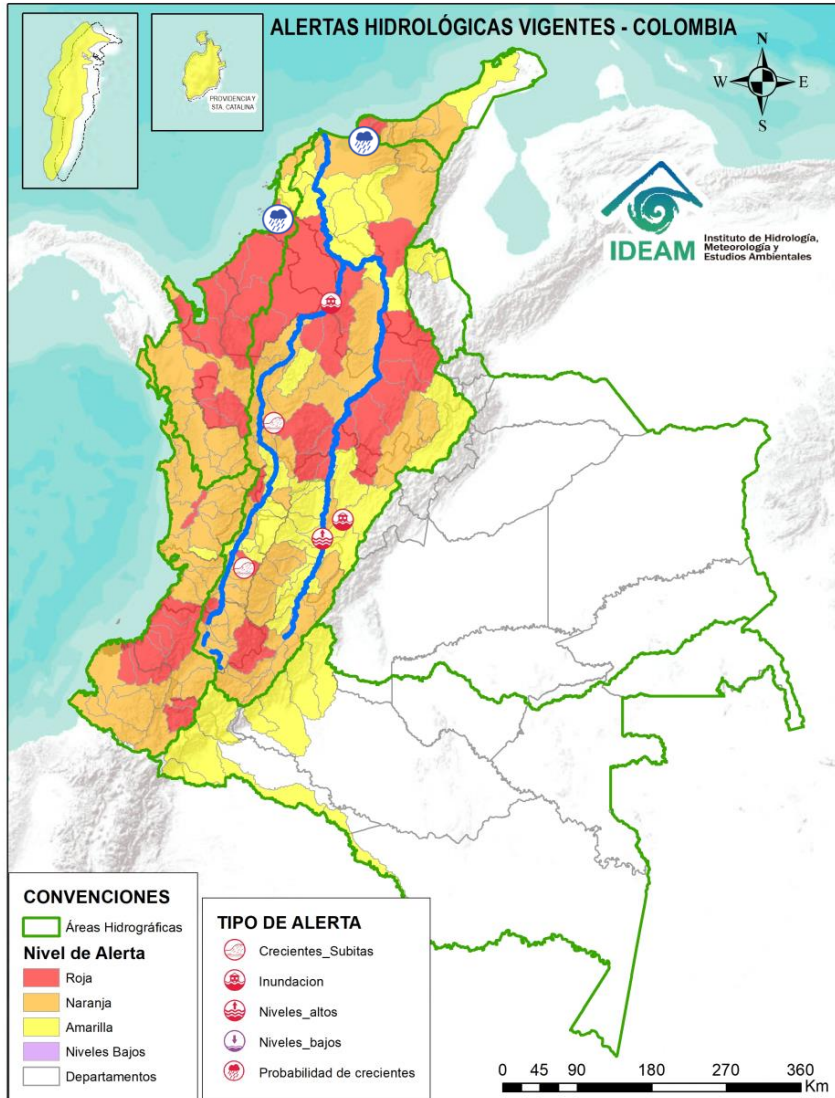 ALERTAS HIDROLÓGICAS VIGENTES - COLOMBIA
PROVIDENCIA Y
STA. CATALINA
N
W E
S
IDEAM
Instituto de Hidrología,
Meteorología y
Estudios Ambientales
CONVENCIONES
Áreas Hidrográficas
Nivel de Alerta
Roja
Naranja
Amarilla
Niveles Bajos
Departamentos
TIPO DE ALERTA
Crecientes_Subitas
Inundacion
Niveles_altos
Niveles_bajos
Probabilidad de crecientes
0 45 90 180 270 360
Km